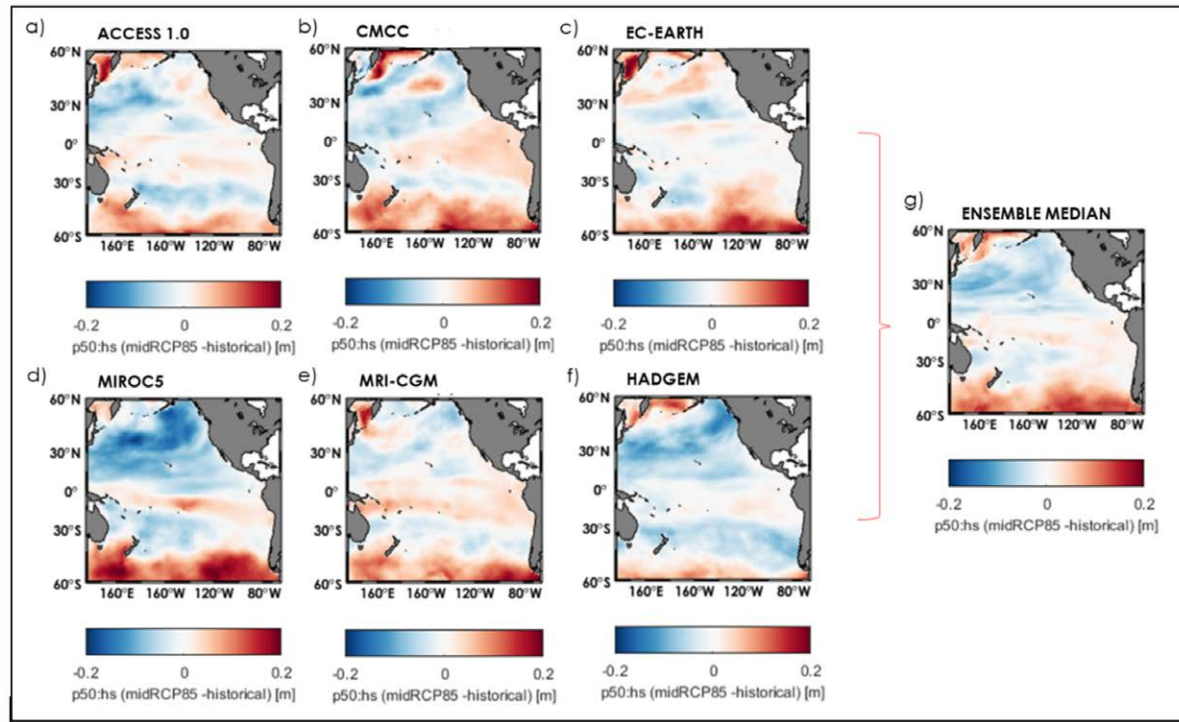 a) ACCESS 1.0
60°N
30°N
0°
30°S
60°S
160°E 160°W 120°W 80°W
-0.2 0 0.2
p50:hs (midRCP85 -historical) [m]
b) CMCC
60°N
30°N
0°
30°S
60°S
160°E 160°W 120°W 80°W
-0.2 0 0.2
p50:hs (midRCP85 -historical) [m]
c) EC-EARTH
60°N
30°N
0°
30°S
60°S
160°E 160°W 120°W 80°W
-0.2 0 0.2
p50:hs (midRCP85 -historical) [m]
d) MIROC5
60°N
30°N
0°
30°S
60°S
160°E 160°W 120°W 80°W
-0.2 0 0.2
p50:hs (midRCP85 -historical) [m]
e) MRI-CGM
60°N
30°N
0°
30°S
60°S
160°E 160°W 120°W 80°W
-0.2 0 0.2
p50:hs (midRCP85 -historical) [m]
f) HADGEM
60°N
30°N
0°
30°S
60°S
160°E 160°W 120°W 80°W
-0.2 0 0.2
p50:hs (midRCP85 -historical) [m]
g) ENSEMBLE MEDIAN
60°N
30°N
0°
30°S
60°S
160°E 160°W 120°W 80°W
-0.2 0 0.2
p50:hs (midRCP85 -historical) [m]